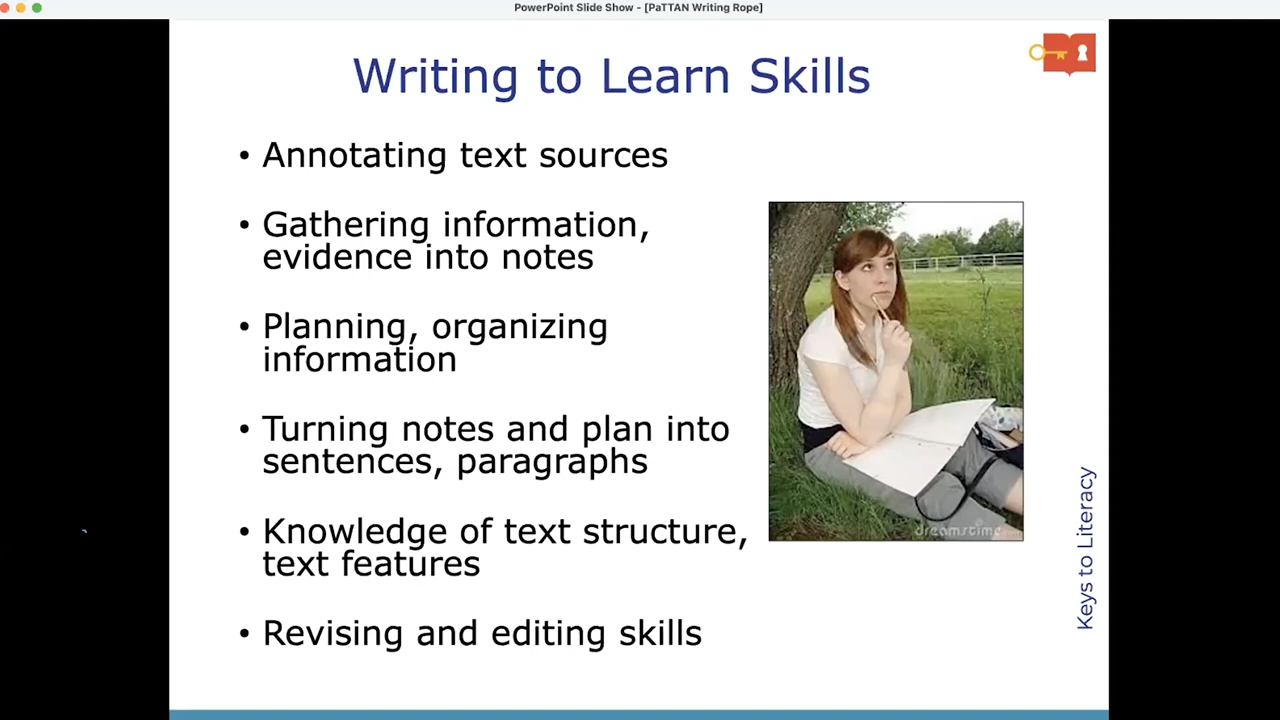 PowerPoint Slide Show - [PaTTAN Writing Rope]
Writing to Learn Skills
• Annotating text sources
• Gathering information,
evidence into notes
• Planning, organizing
information
• Turning notes and plan into
sentences, paragraphs
• Knowledge of text structure,
text features
• Revising and editing skills
dreamstime
Keys to Literacy